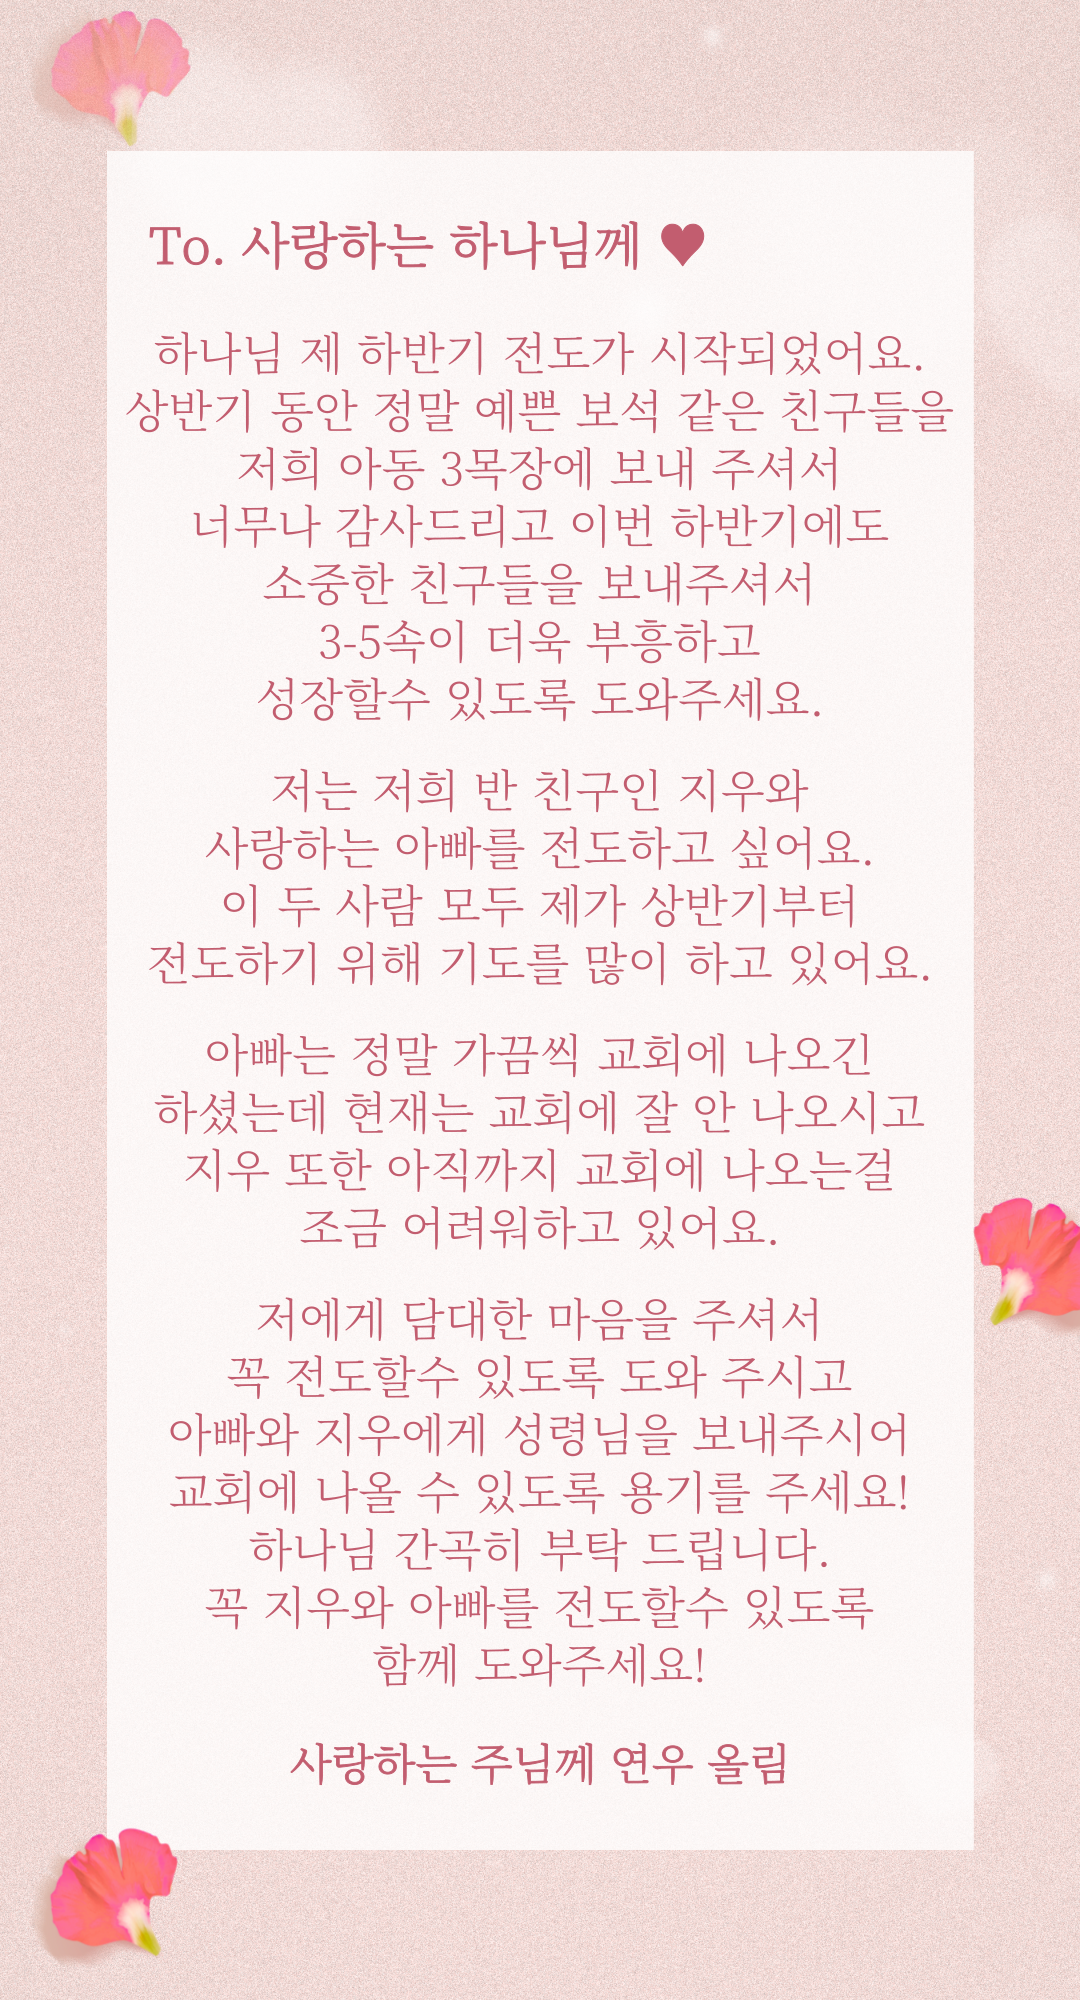 To. 사랑하는 하나님께 ♥
하나님 제 하반기 전도가 시작되었어요.
상반기 동안 정말 예쁜 보석 같은 친구들을
저희 아동 3목장에 보내 주셔서
너무나 감사드리고 이번 하반기에도
소중한 친구들을 보내주셔서
3-5속이 더욱 부흥하고
성장할수 있도록 도와주세요.
저는 저희 반 친구인 지우와
사랑하는 아빠를 전도하고 싶어요.
이 두 사람 모두 제가 상반기부터
전도하기 위해 기도를 많이 하고 있어요.
아빠는 정말 가끔씩 교회에 나오긴
하셨는데 현재는 교회에 잘 안 나오시고
지우 또한 아직까지 교회에 나오는걸
조금 어려워하고 있어요.
저에게 담대한 마음을 주셔서
꼭 전도할수 있도록 도와 주시고
아빠와 지우에게 성령님을 보내주시어
교회에 나올 수 있도록 용기를 주세요!
하나님 간곡히 부탁 드립니다.
꼭 지우와 아빠를 전도할수 있도록
함께 도와주세요!
사랑하는 주님께 연우 올림